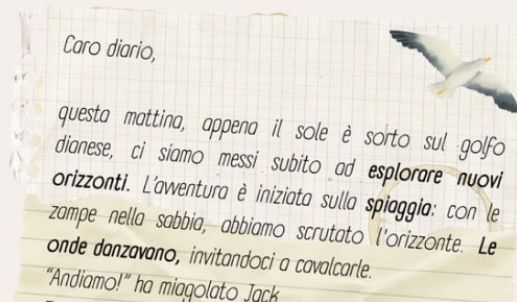 Caro diario,
questa mattina, appena il sole è sorto sul golfo
dianese, ci siamo messi subito ad esplorare nuovi
orizzonti. L'avventura è iniziata sulla spiaggia: con le
zampe nella sabbia, abbiamo scrutato l'orizzonte. Le
onde danzavano, invitandoci a cavalcarle.
"Andiamo!" ha miagolato Jack